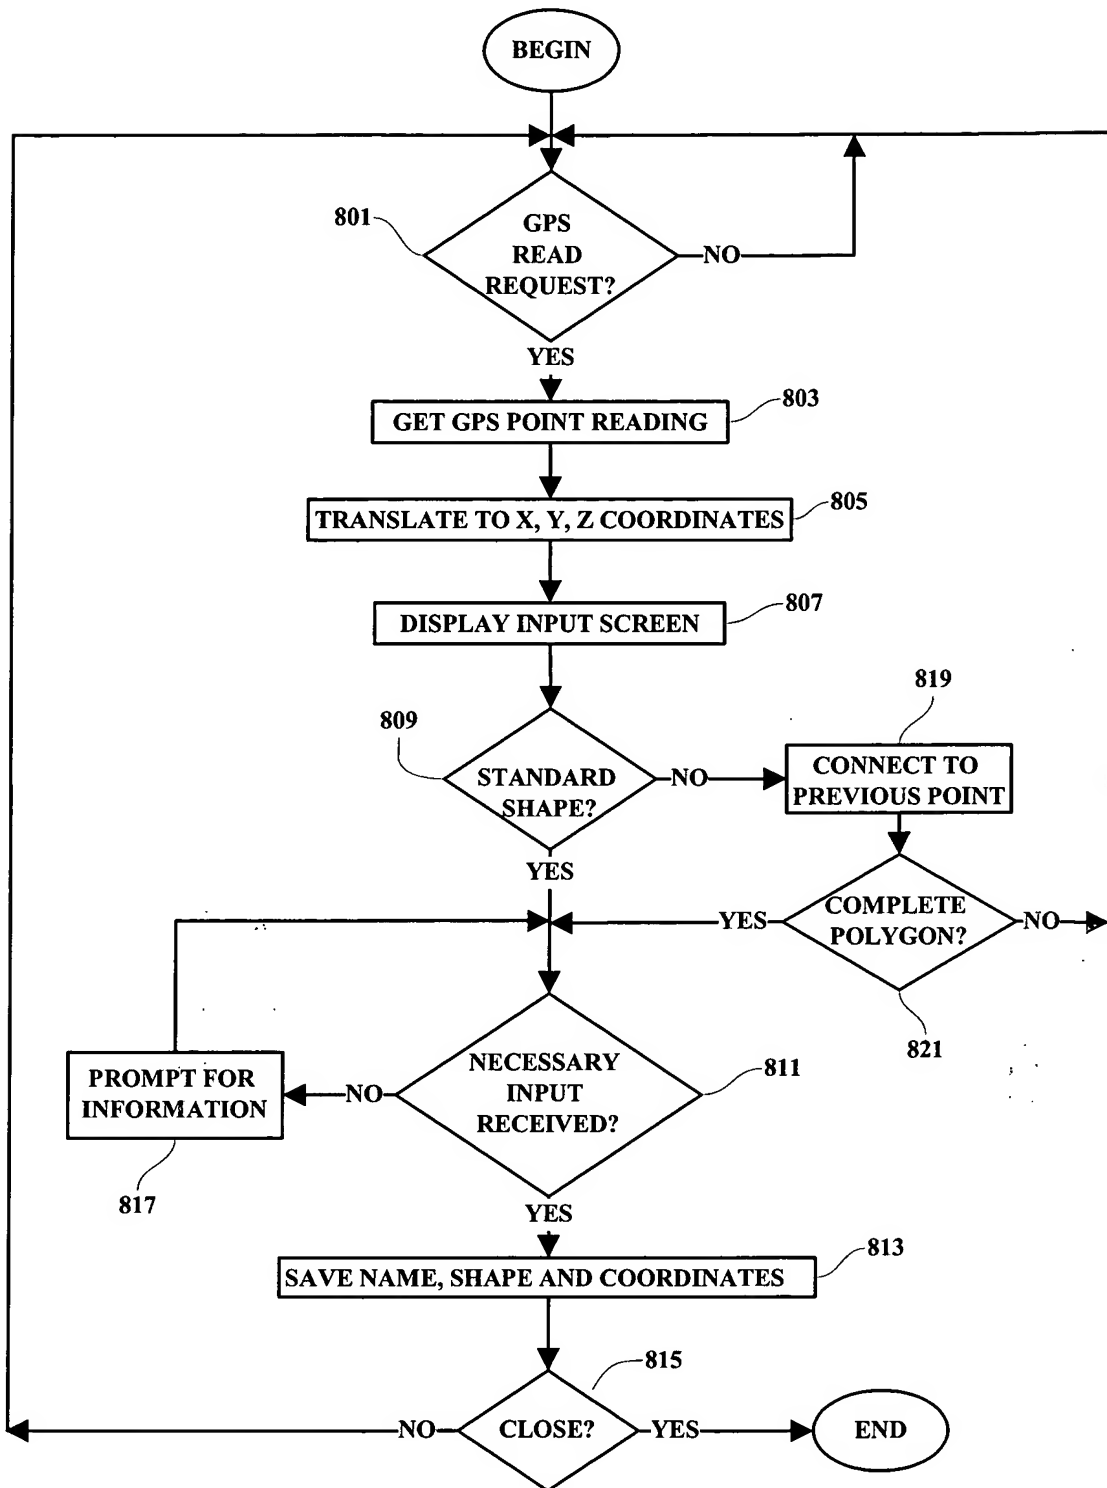 BEGIN
801
GPS
READ
REQUEST?
NO
YES
803
GET GPS POINT READING
805
TRANSLATE TO X, Y, Z COORDINATES
807
DISPLAY INPUT SCREEN
809
STANDARD
SHAPE?
NO
819
CONNECT TO
PREVIOUS POINT
YES
COMPLETE
POLYGON?
YES
NO
821
NECESSARY
INPUT
RECEIVED?
811
NO
PROMPT FOR
INFORMATION
817
YES
813
SAVE NAME, SHAPE AND COORDINATES
815
CLOSE?
NO
YES
END